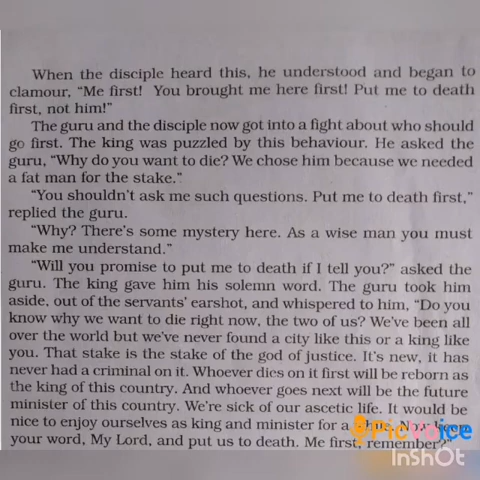 When the disciple heard this, he understood and began to
clamour, "Me first! You brought me here first! Put me to death
first, not him!"
The guru and the disciple now got into a fight about who should
go first. The king was puzzled by this behaviour. He asked the
guru, "Why do you want to die? We chose him because we needed
a fat man for the stake."
"You shouldn't ask me such questions. Put me to death first,"
replied the guru.
"Why? There's some mystery here. As a wise man you must
make me understand."
"Will you promise to put me to death if I tell you?" asked the
guru. The king gave him his solemn word. The guru took him
aside, out of the servants' earshot, and whispered to him, "Do you
know why we want to die right now, the two of us? We've been all
over the world but we've never found a city like this or a king like
you. That stake is the stake of the god of justice. It's new, it has
never had a criminal on it. Whoever dies on it first will be reborn as
the king of this country. And whoever goes next will be the future
minister of this country. We're sick of our ascetic life. It would be
nice to enjoy ourselves as king and minister for a while. Now keep
your word, My Lord, and put us to death. Me first, remember?"
PicVoice
InShOt